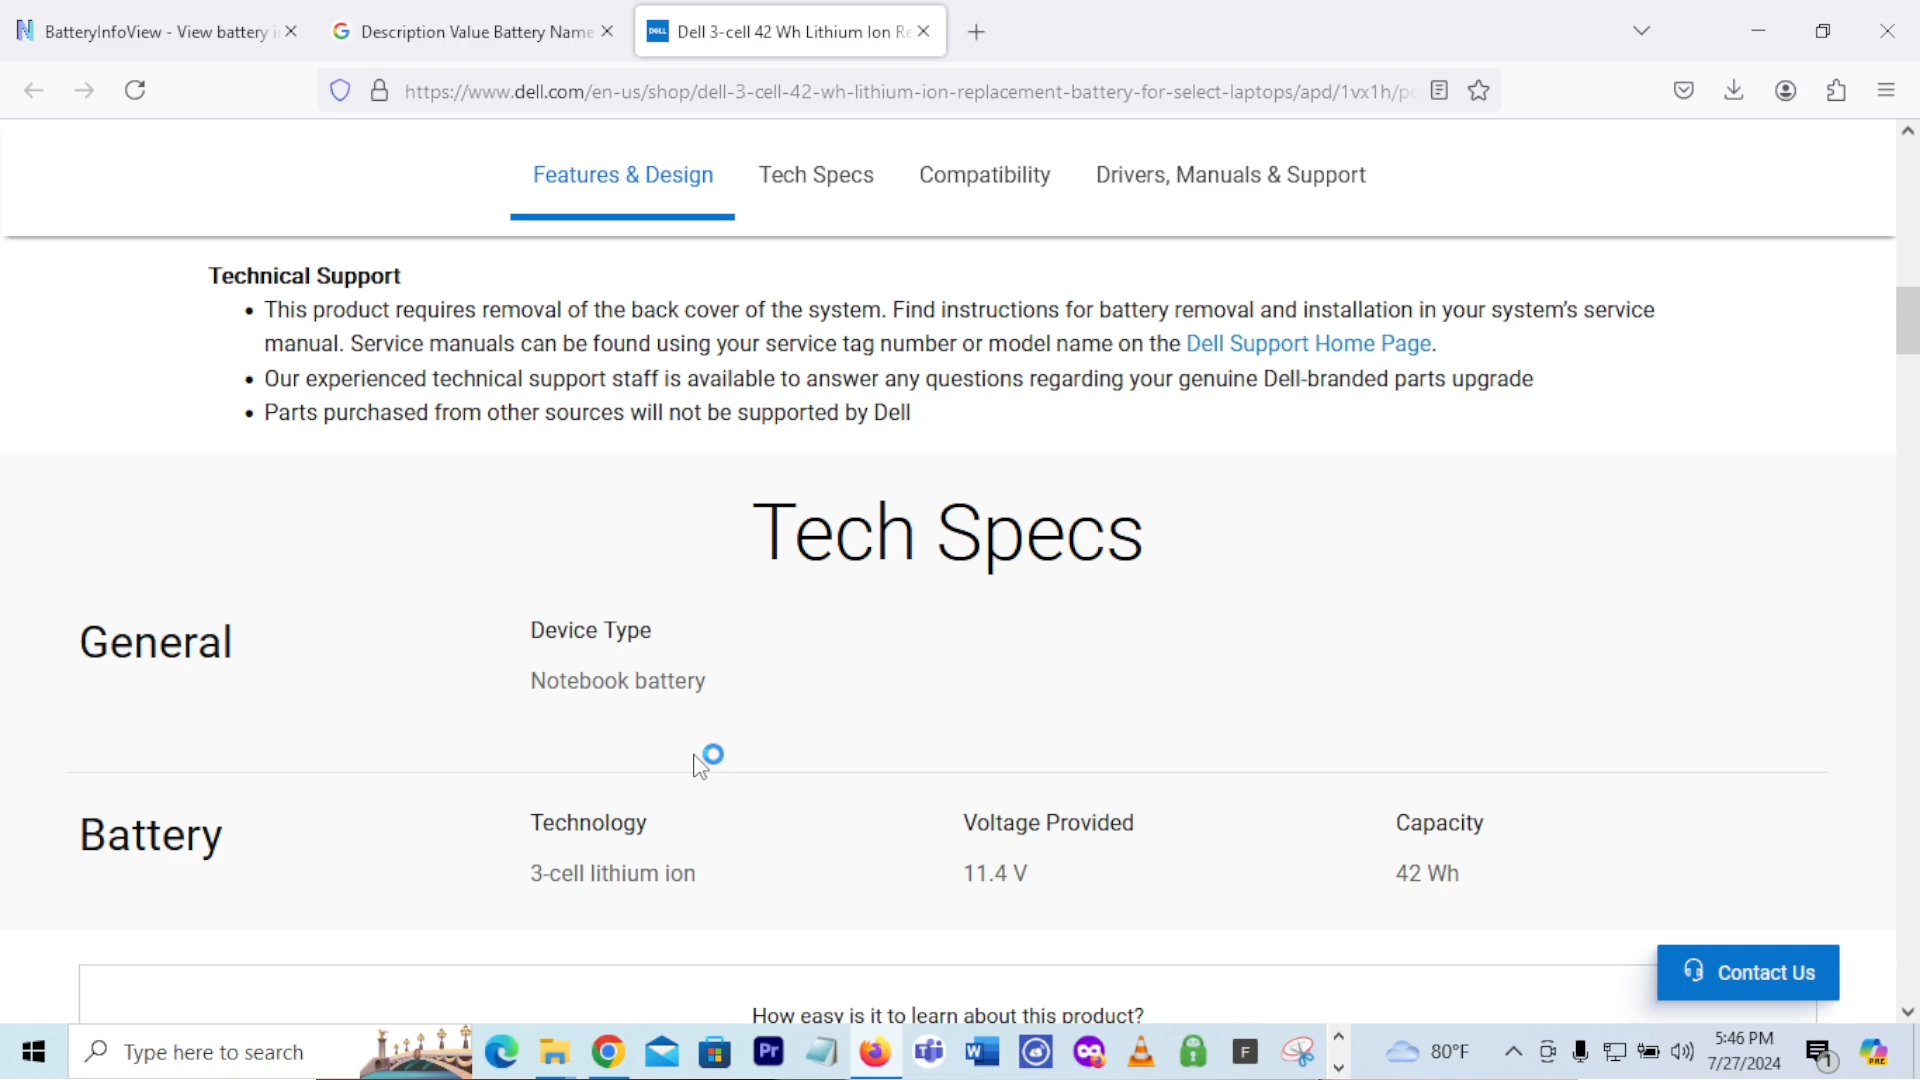 BatteryInfoView - View battery i
Description Value Battery Name
DELL
Dell 3-cell 42 Wh Lithium Ion Re
https://www.dell.com/en-us/shop/dell-3-cell-42-wh-lithium-ion-replacement-battery-for-select-laptops/apd/1vx1h/pc
Features & Design
Tech Specs
Compatibility
Drivers, Manuals & Support
Technical Support
• This product requires removal of the back cover of the system. Find instructions for battery removal and installation in your system's service
manual. Service manuals can be found using your service tag number or model name on the Dell Support Home Page.
• Our experienced technical support staff is available to answer any questions regarding your genuine Dell-branded parts upgrade
• Parts purchased from other sources will not be supported by Dell
Tech Specs
General
Device Type
Notebook battery
Battery
Technology
Voltage Provided
Capacity
3-cell lithium ion
11.4 V
42 Wh
Contact Us
How easy is it to learn about this product?
Type here to search
Pr
F
80°F
5:46 PM
7/27/2024
1
PRE